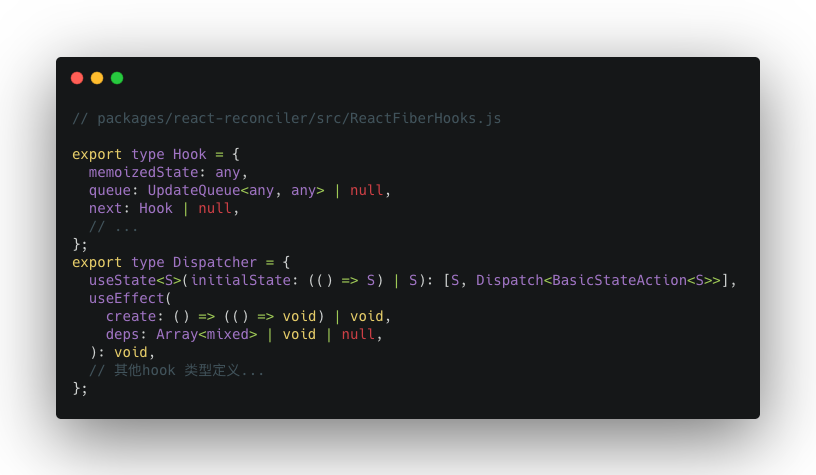 // packages/react-reconciler/src/ReactFiberHooks.js
export type Hook = {
  memoizedState: any,
  queue: UpdateQueue<any, any> | null,
  next: Hook | null,
  // ...
};
export type Dispatcher = {
  useState<S>(initialState: (() => S) | S): [S, Dispatch<BasicStateAction<S>>],
  useEffect(
    create: () => (() => void) | void,
    deps: Array<mixed> | void | null,
  ): void,
  // 其他hook 类型定义...
};